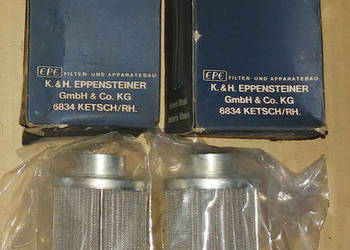 EPE FILTER- UND APPARATEBAU
K. & H. EPPENSTEINER
GmbH & Co. KG
6834 KETSCH/RH.
EPE FILTER- UND APPARATEBAU
K. & H. EPPENSTEINER
GmbH & Co. KG
6834 KETSCH/RH.